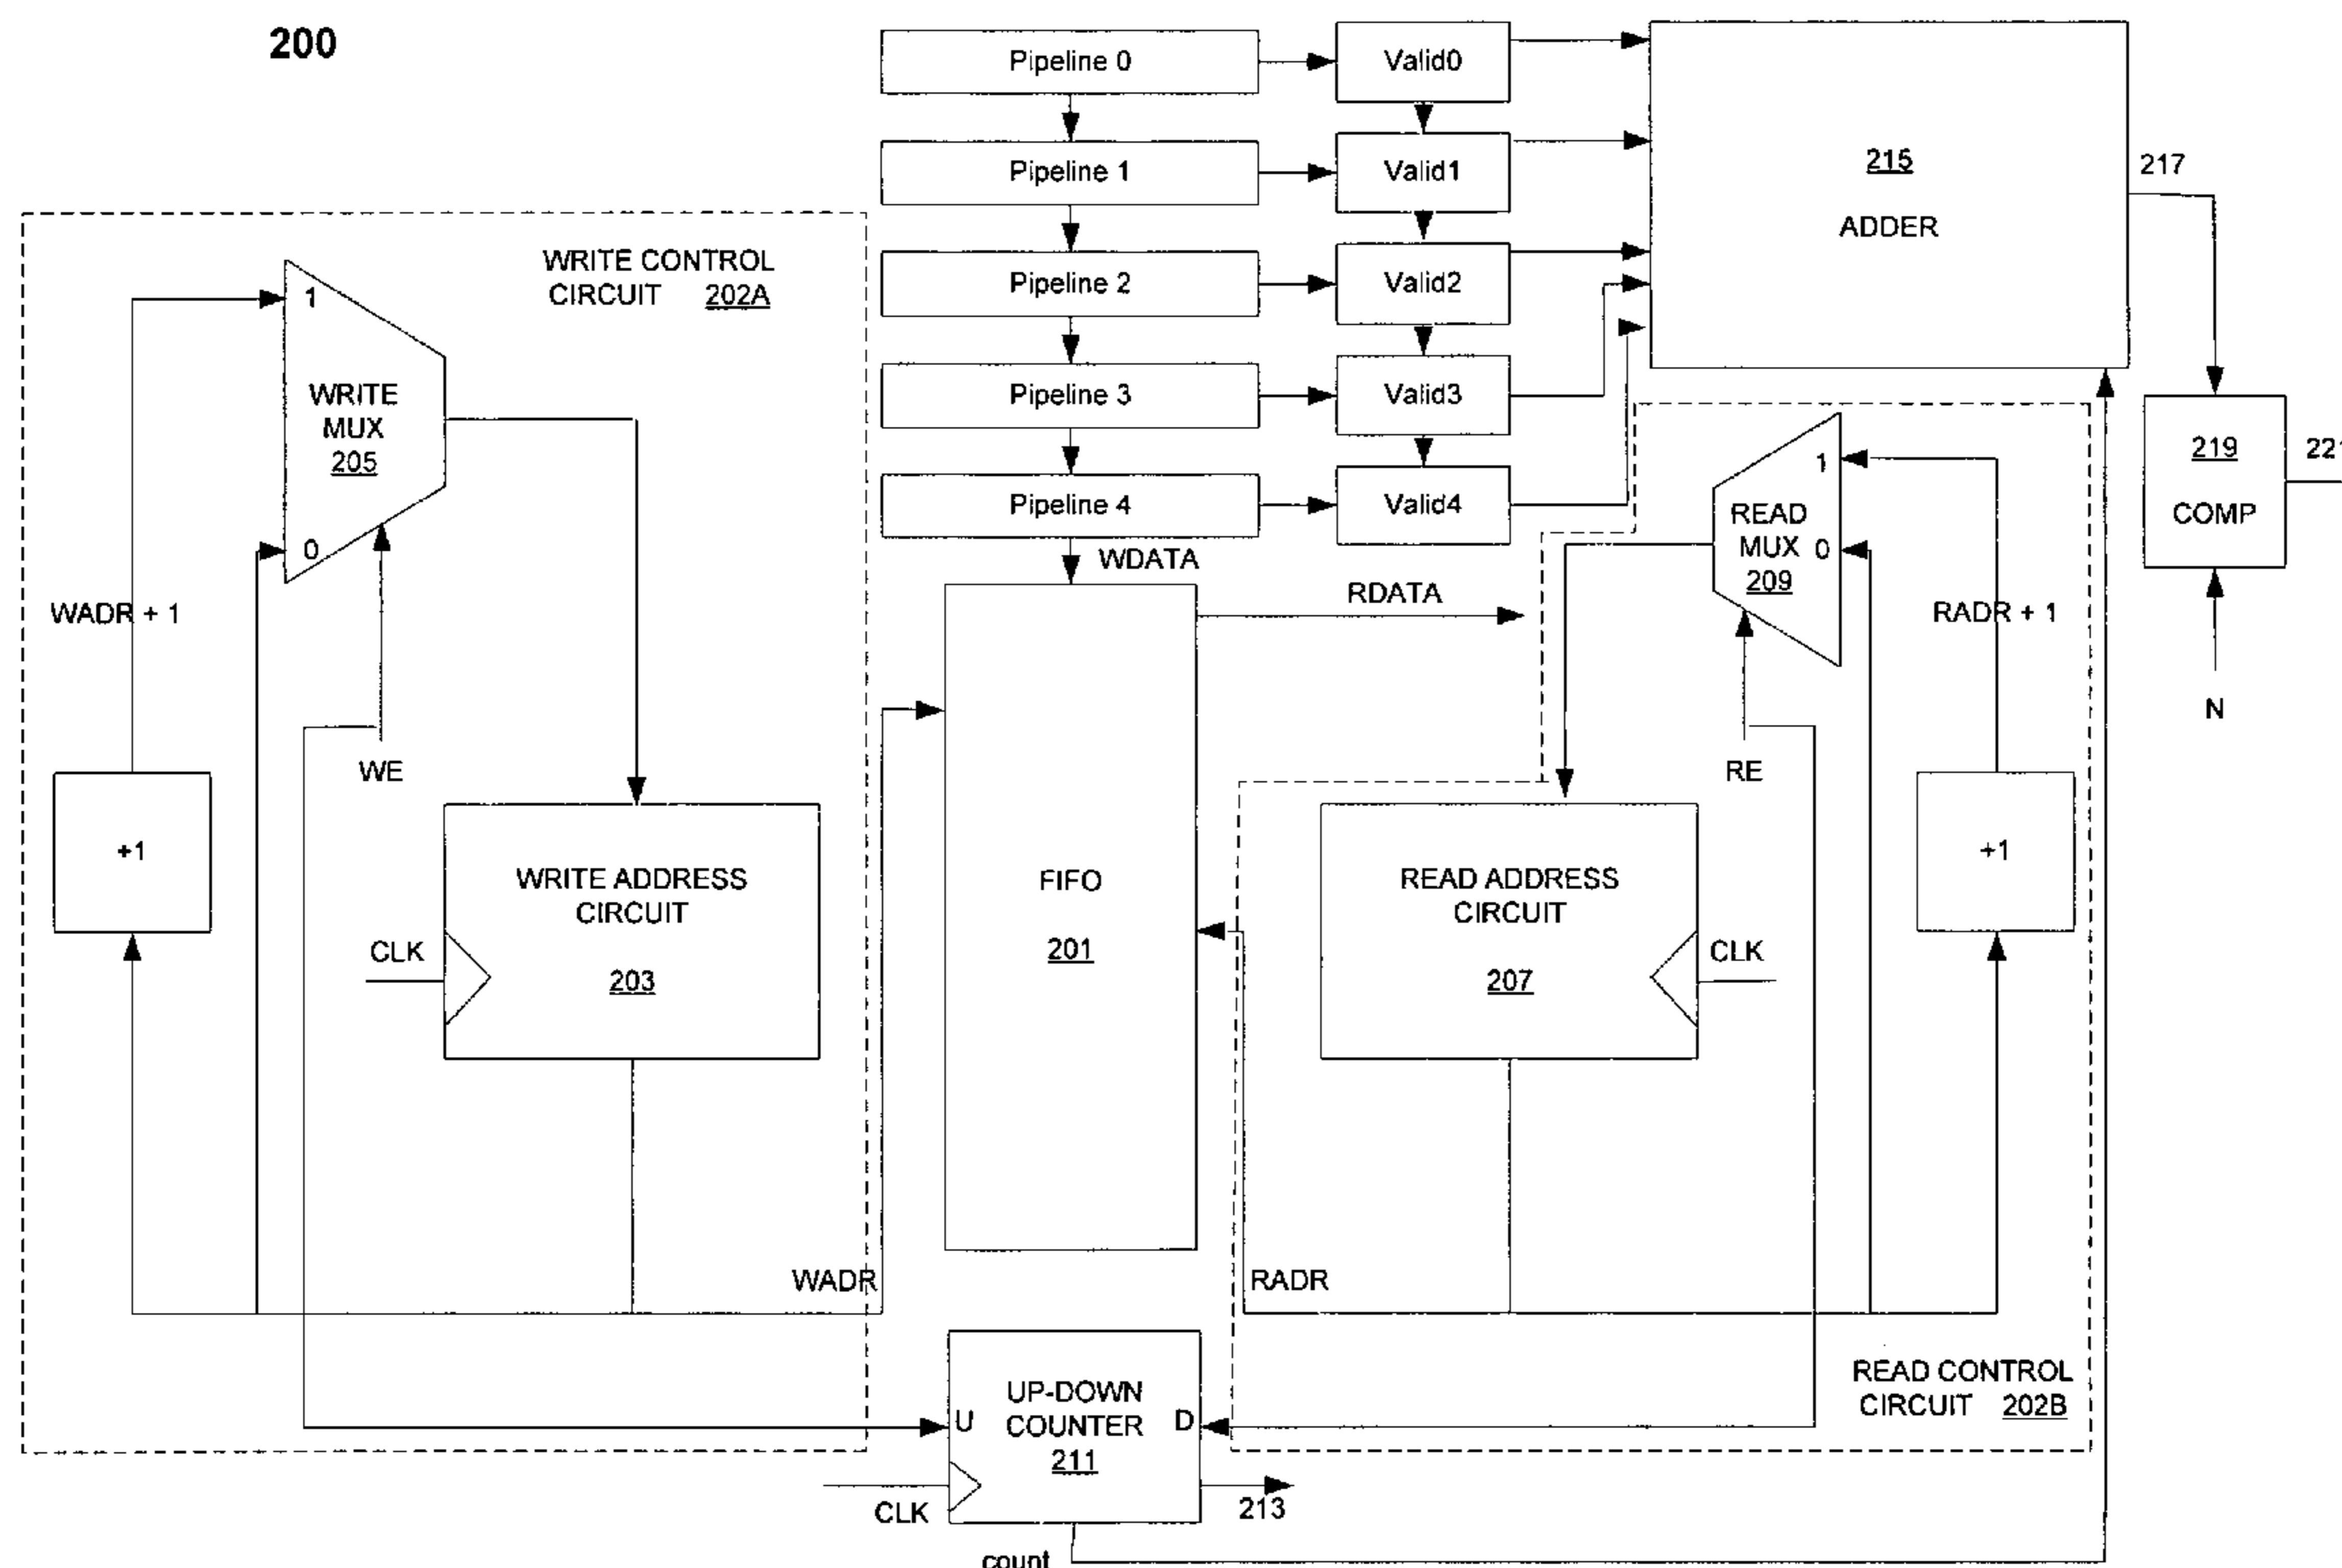 200
Pipeline 0
Valid0
Pipeline 1
Valid1
215
ADDER
217
Pipeline 2
Valid2
Pipeline 3
Valid3
Pipeline 4
Valid4
WRITE CONTROL
CIRCUIT 202A
1
WRITE
MUX
205
0
WADR + 1
WE
+1
WRITE ADDRESS
CIRCUIT
203
CLK
WADR
WDATA
RDATA
FIFO
201
1
READ
MUX 0
209
RADR + 1
RE
READ ADDRESS
CIRCUIT
207
CLK
+1
RADR
219
COMP
221
N
UP-DOWN
COUNTER
211
U
D
CLK
213
count
READ CONTROL
CIRCUIT 202B